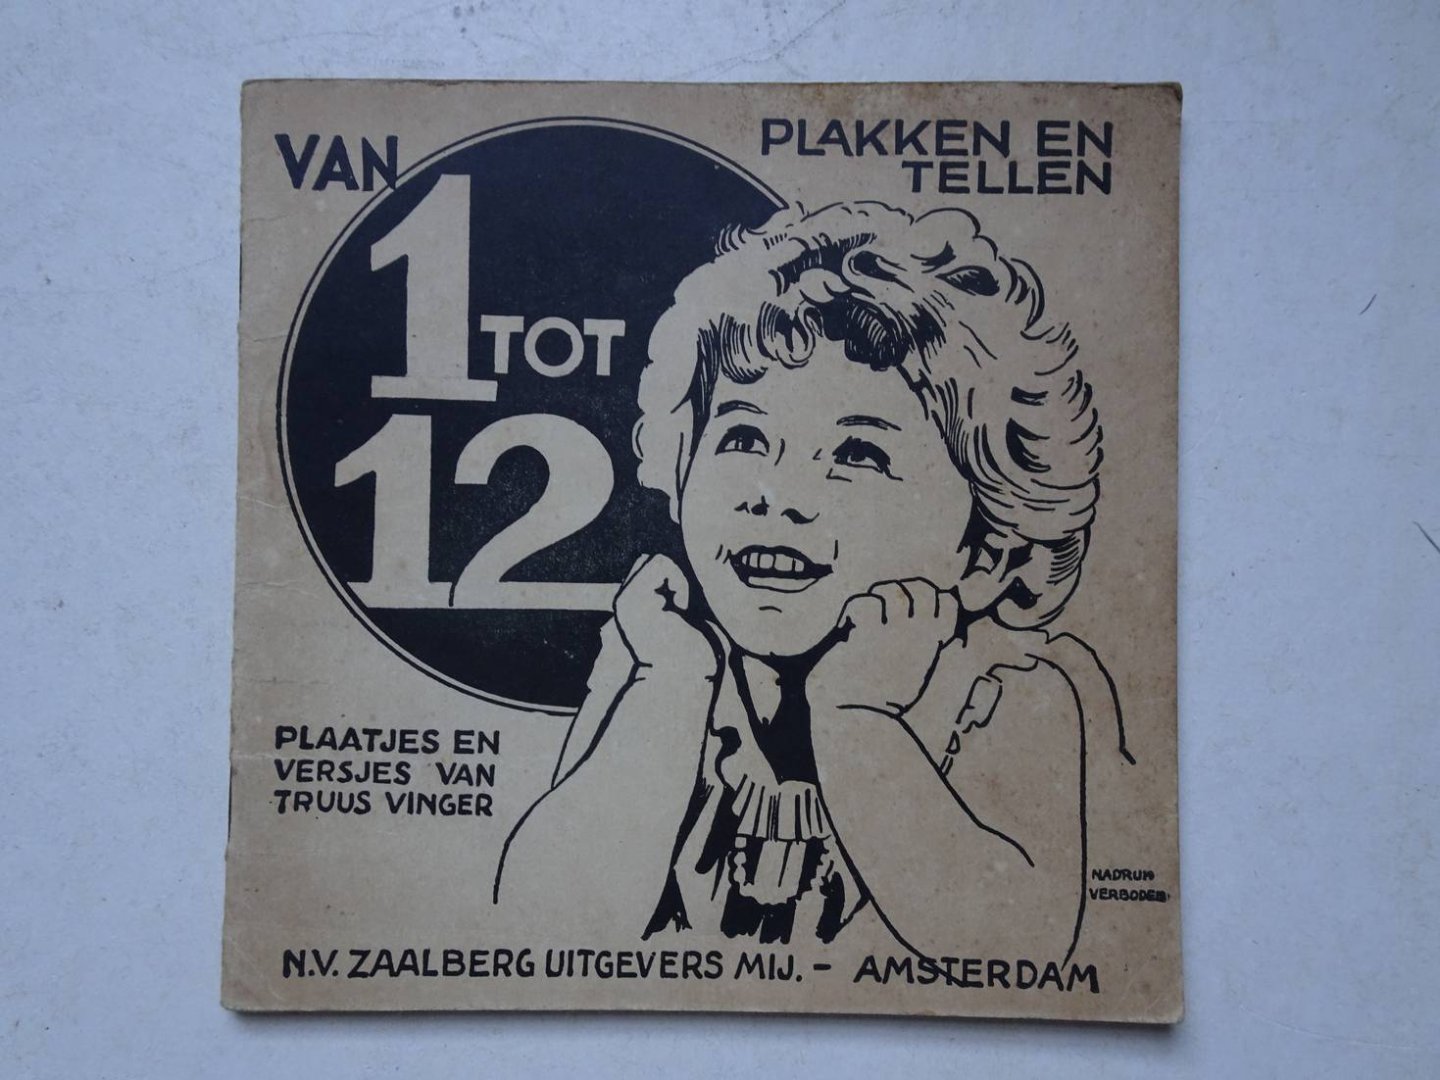 VAN
1
TOT
12
PLAKKEN EN
TELLEN
PLAATJES EN
VERSJES VAN
TRUUS VINGER
NADRUK
VERBODEN
N.V. ZAALBERG UITGEVERS MIJ. - AMSTERDAM